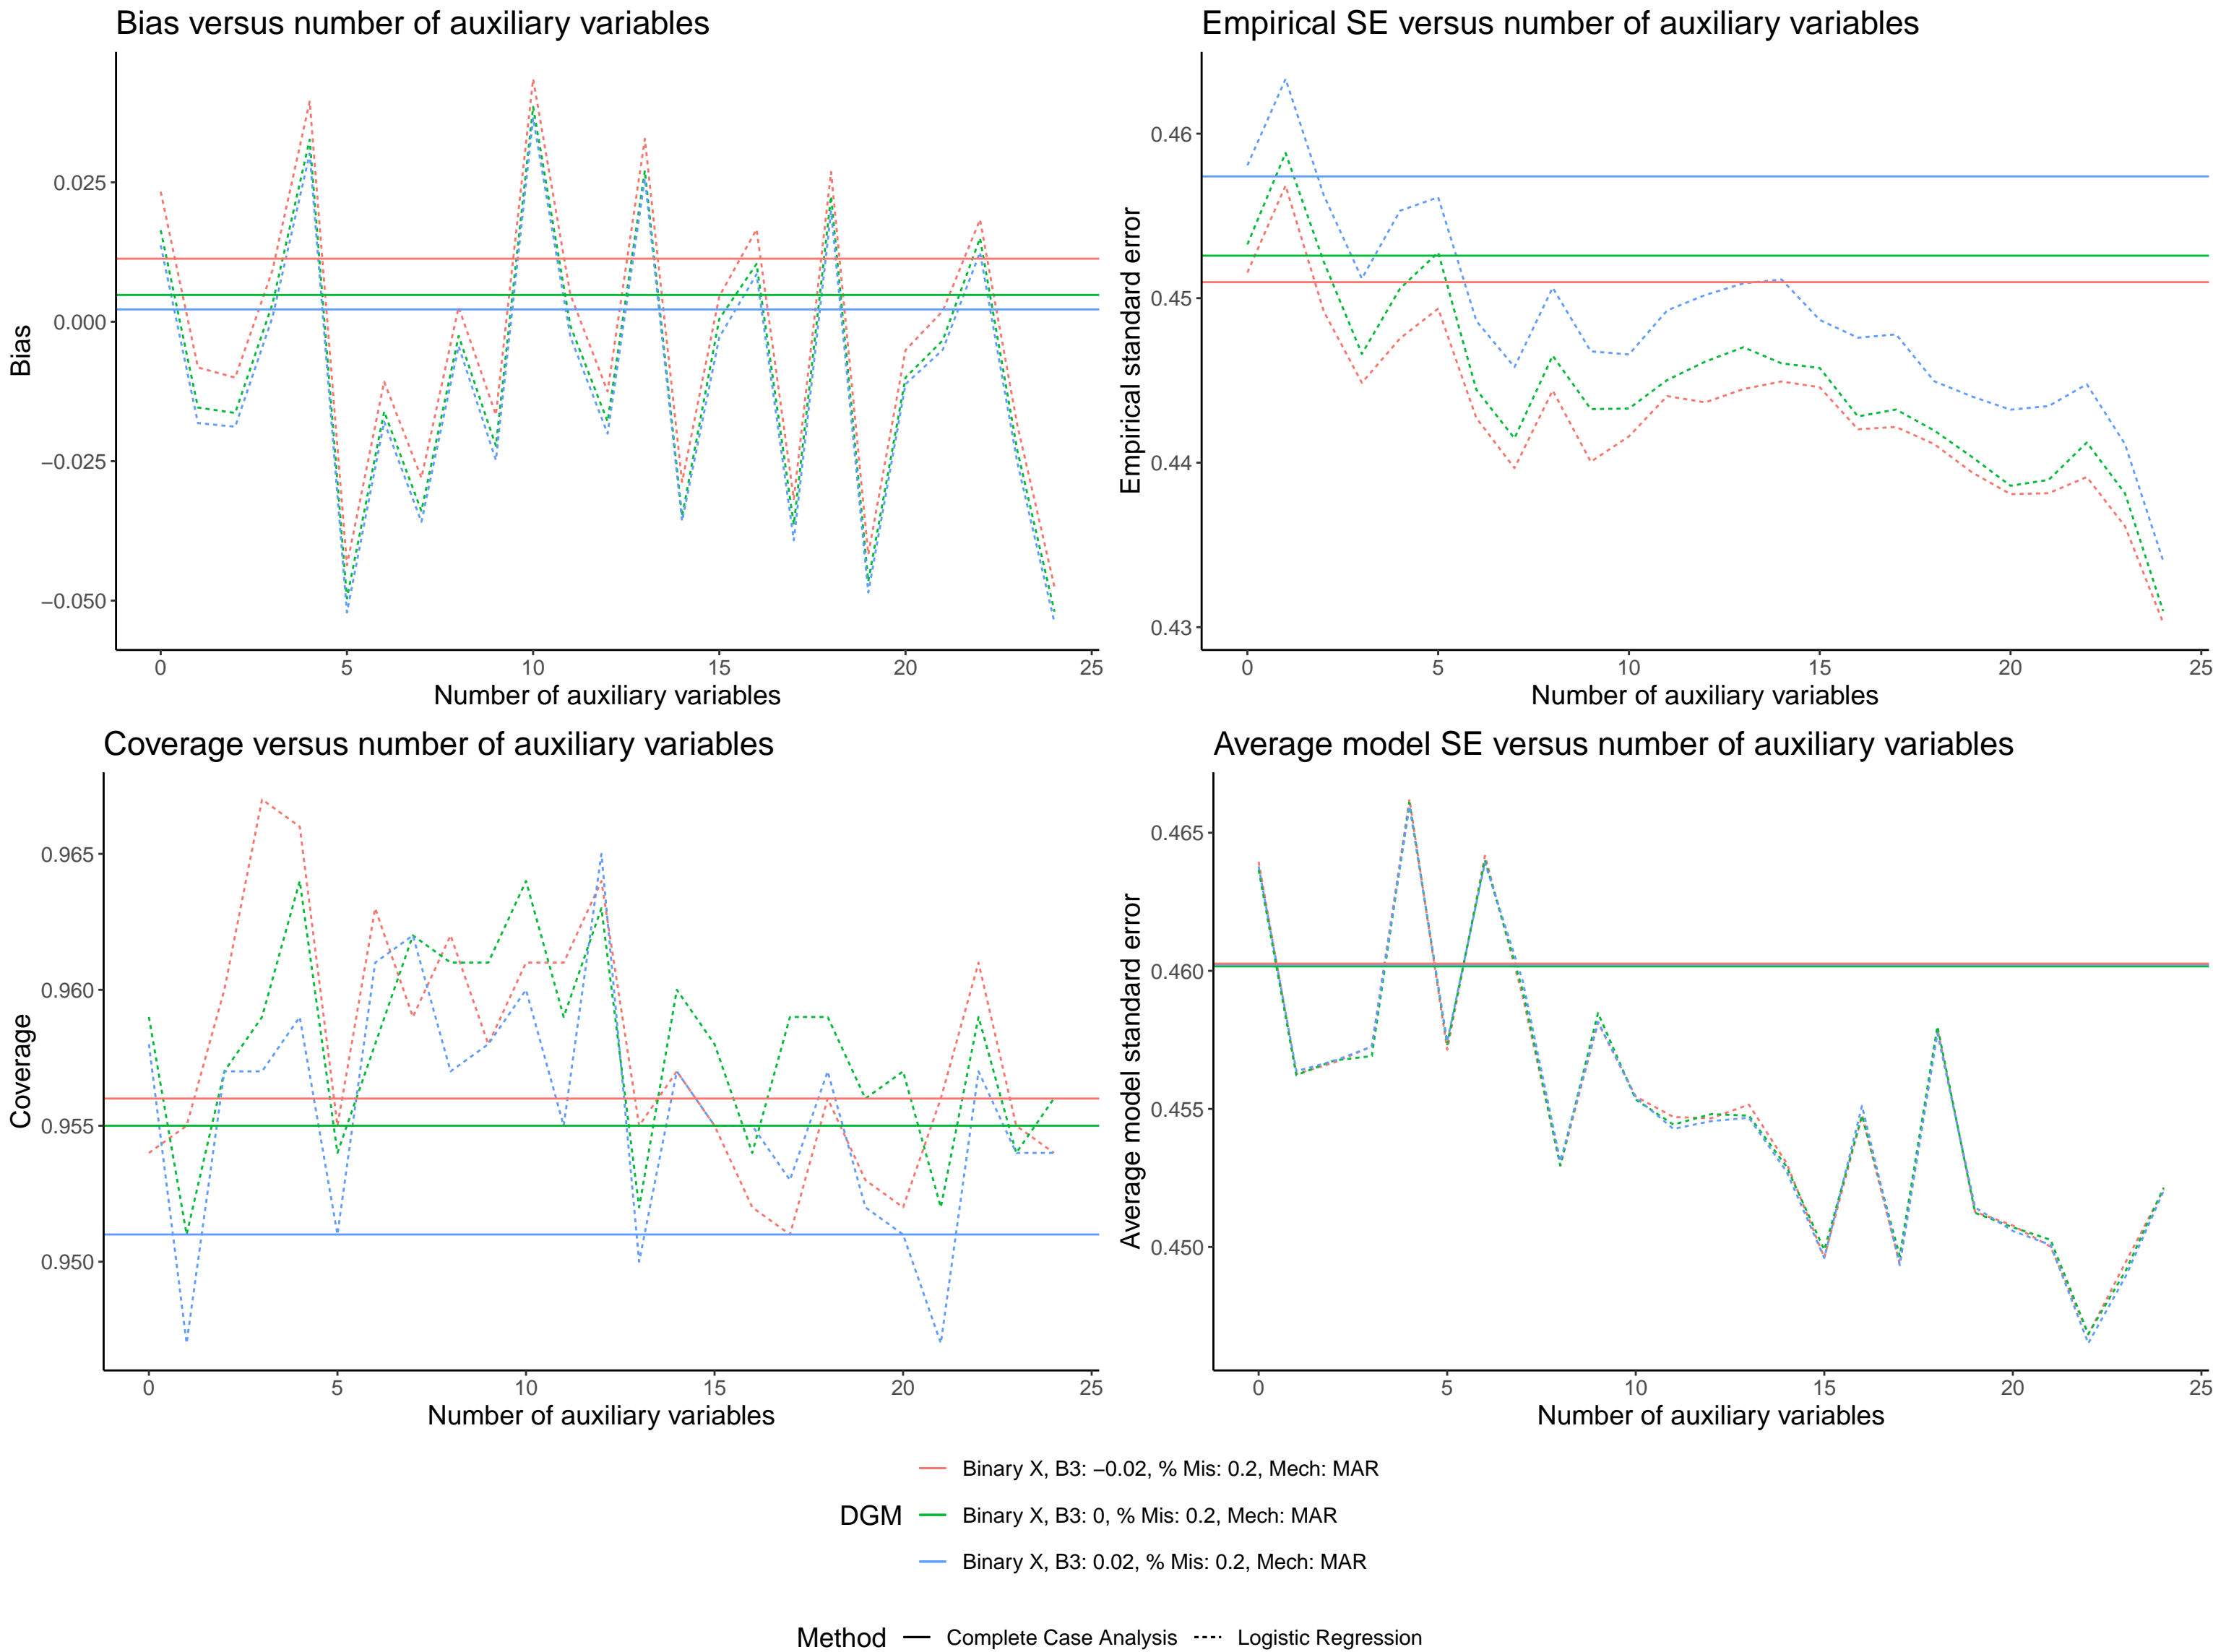 Bias versus number of auxiliary variables
Bias
0.025
0.000
−0.025
−0.050
0 5 10 15 20 25
Number of auxiliary variables
Empirical SE versus number of auxiliary variables
Empirical standard error
0.46
0.45
0.44
0.43
0 5 10 15 20 25
Number of auxiliary variables
Coverage versus number of auxiliary variables
Coverage
0.965
0.960
0.955
0.950
0 5 10 15 20 25
Number of auxiliary variables
Average model SE versus number of auxiliary variables
Average model standard error
0.465
0.460
0.455
0.450
0 5 10 15 20 25
Number of auxiliary variables
DGM
Binary X, B3: −0.02, % Mis: 0.2, Mech: MAR
Binary X, B3: 0, % Mis: 0.2, Mech: MAR
Binary X, B3: 0.02, % Mis: 0.2, Mech: MAR
Method Complete Case Analysis Logistic Regression